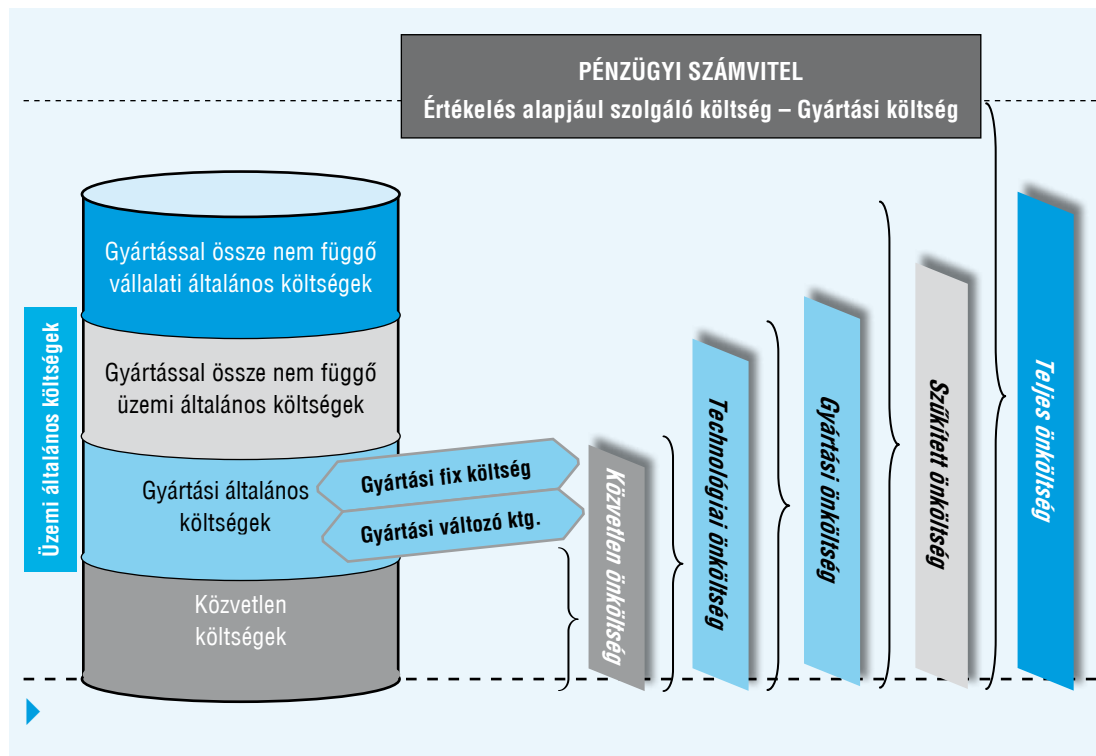 PÉNZÜGYI SZÁMVITEL
Értékelés alapjául szolgáló költség – Gyártási költség
Gyártással össze nem függő
vállalati általános költségek
Gyártással össze nem függő
üzemi általános költségek
Gyártási általános
költségek
Közvetlen
költségek
Üzemi általános költségek
Gyártási fix költség
Gyártási változó ktg.
Közvetlen önköltség
Technológiai önköltség
Gyártási önköltség
Szűkített önköltség
Teljes önköltség